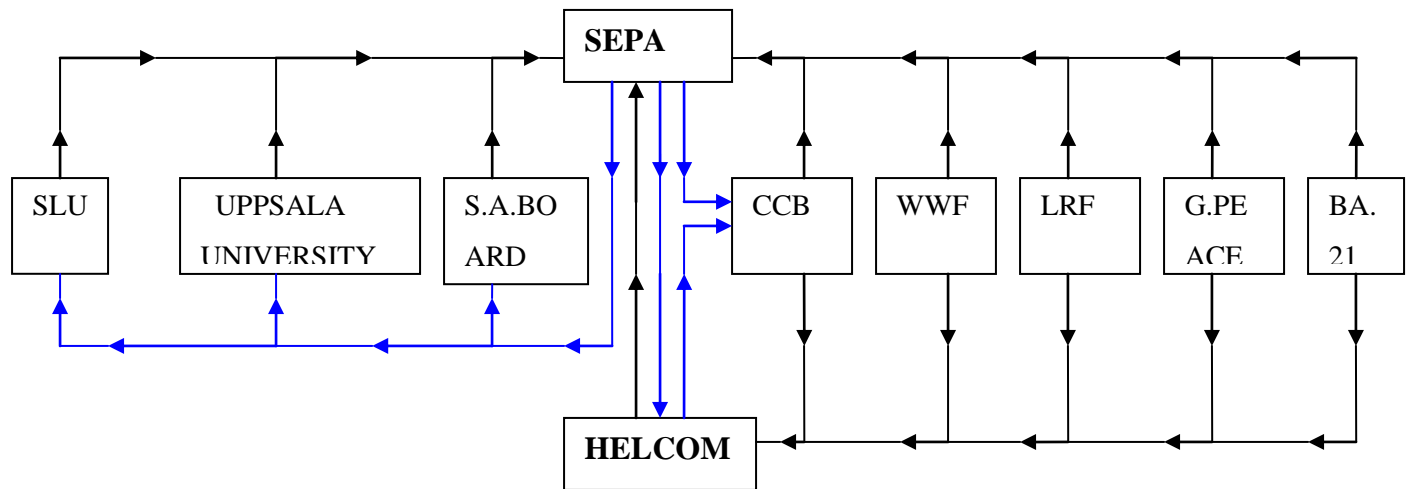 SEPA
SLU
UPPSALA
UNIVERSITY
S.A.BO
ARD
CCB
WWF
LRF
G.PE
ACE
BA.
21
HELCOM